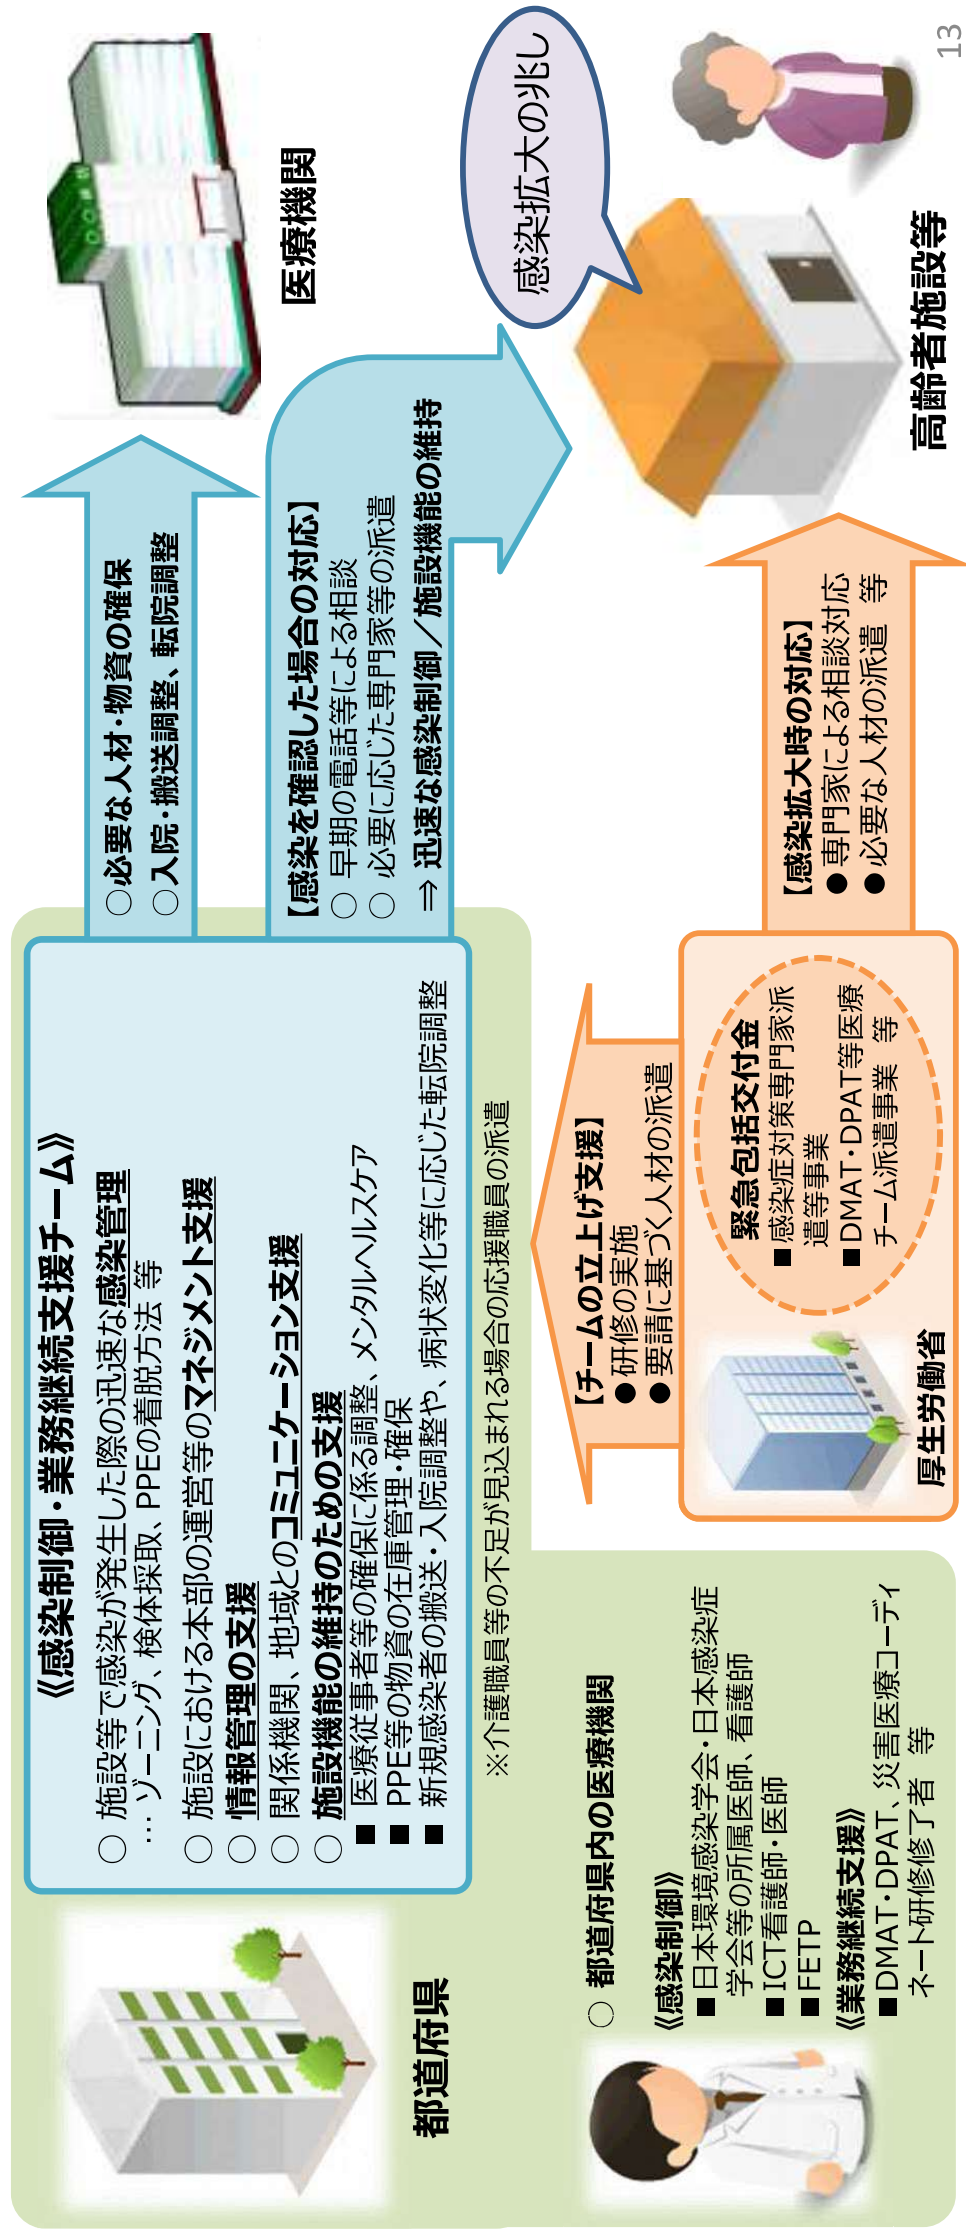 都道府県
《感染制御・業務継続支援チーム》
○ 施設等で感染が発生した際の迅速な感染管理
… ゾーニング、検体採取、PPEの着脱方法 等
○ 施設における本部の運営等のマネジメント支援
○ 情報管理の支援
○ 関係機関、地域とのコミュニケーション支援
○ 施設機能の維持のための支援
■ 医療従事者等の確保に係る調整、メンタルヘルスケア
■ PPE等の物資の在庫管理・確保
■ 新規感染者の搬送・入院調整や、病状変化等に応じた転院調整
※介護職員等の不足が見込まれる場合の応援職員の派遣
○必要な人材・物資の確保
○入院・搬送調整、転院調整
医療機関
【感染を確認した場合の対応】
○ 早期の電話等による相談
○ 必要に応じた専門家等の派遣
⇒ 迅速な感染制御／施設機能の維持
感染拡大の兆し
高齢者施設等
○ 都道府県内の医療機関
《感染制御》
■日本環境感染学会・日本感染症
学会等の所属医師、看護師
■ICT看護師・医師
■FETP
《業務継続支援》
■DMAT・DPAT、災害医療コーディ
ネート研修修了者 等
【チームの立上げ支援】
● 研修の実施
● 要請に基づく人材の派遣
厚生労働省
緊急包括交付金
■ 感染症対策専門家派
遣等事業
■ DMAT・DPAT等医療
チーム派遣事業 等
【感染拡大時の対応】
● 専門家による相談対応
● 必要な人材の派遣 等
13